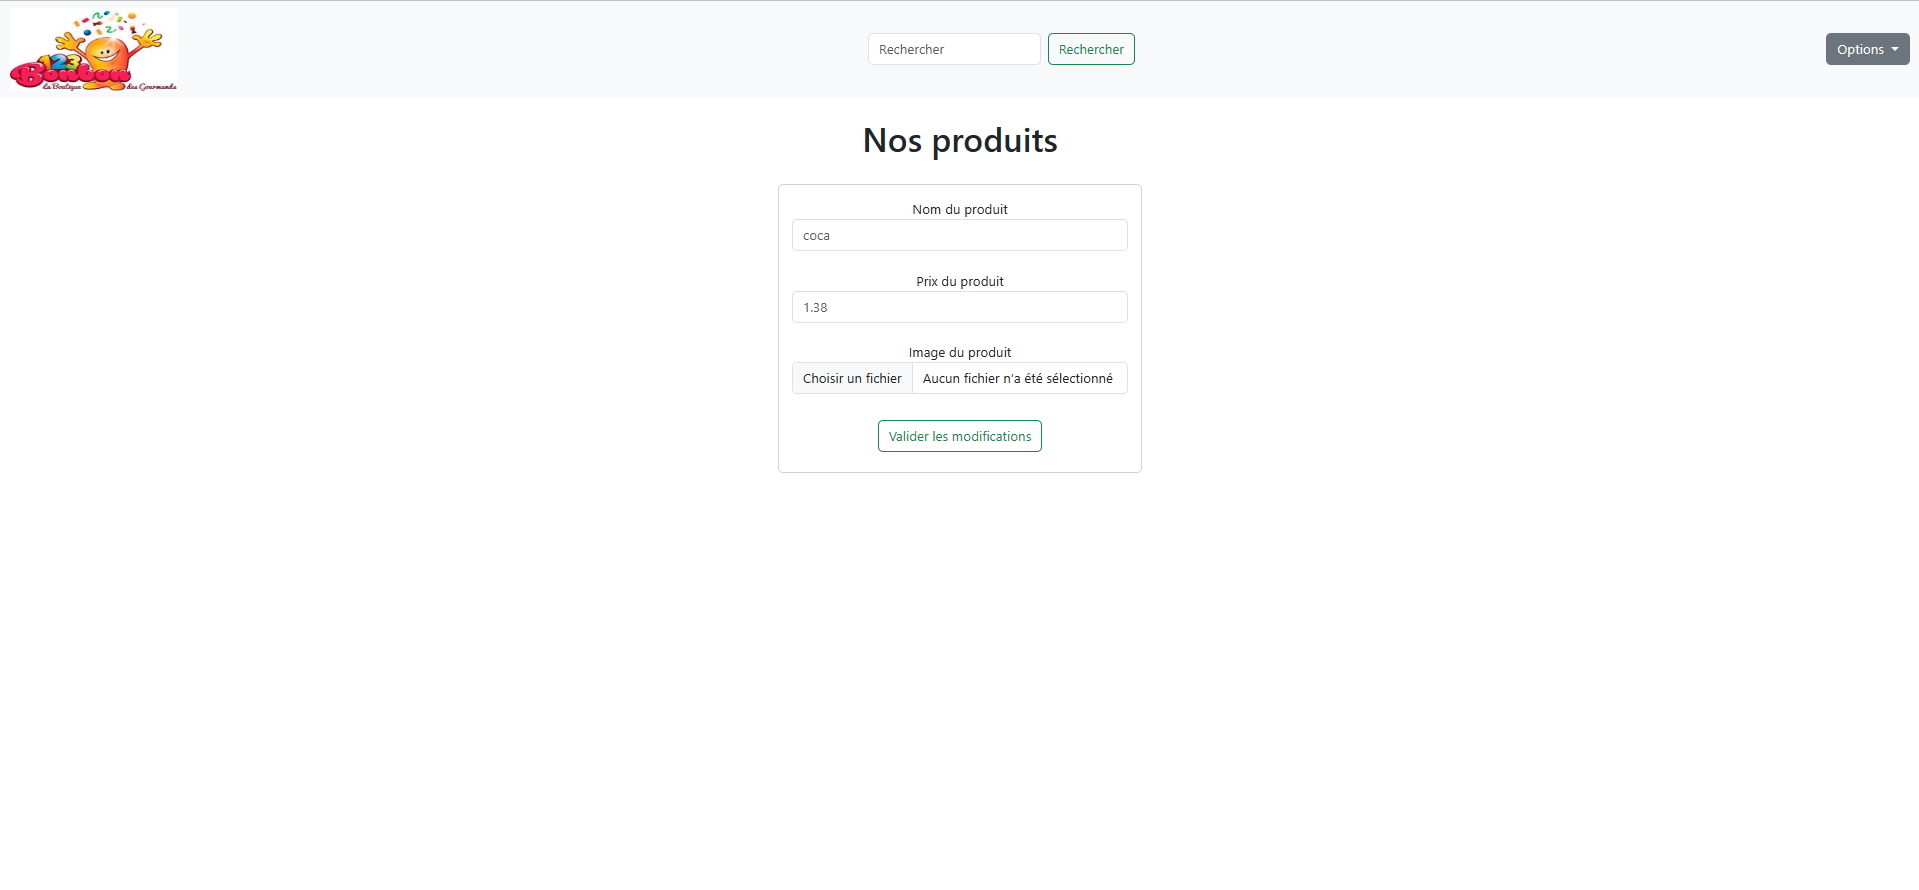 123
Bonbon
La Boutique des Gourmands
Rechercher
Rechercher
Options
Nos produits
Nom du produit
coca
Prix du produit
1.38
Image du produit
Choisir un fichier
Aucun fichier n'a été sélectionné
Valider les modifications